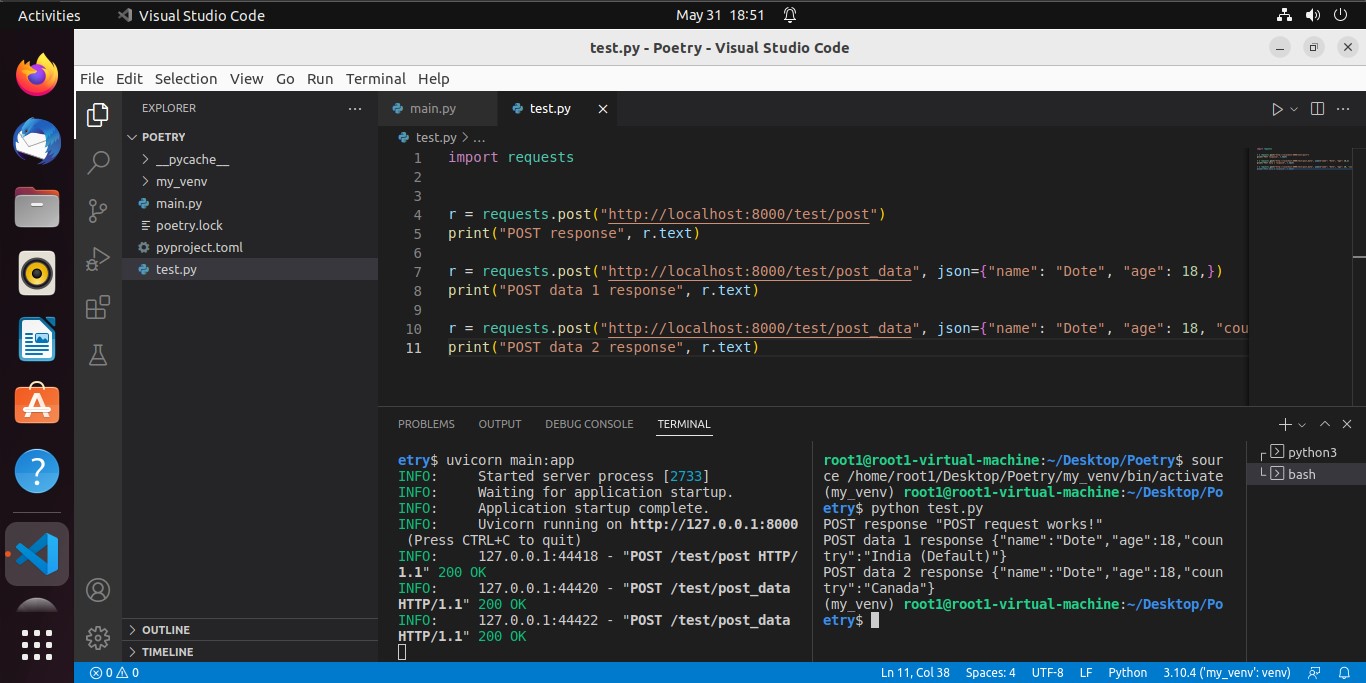 Activities
Visual Studio Code
May 31 18:51
test.py - Poetry - Visual Studio Code
File Edit Selection View Go Run Terminal Help
EXPLORER
POETRY
__pycache__
my_venv
main.py
poetry.lock
pyproject.toml
test.py
OUTLINE
TIMELINE
main.py
test.py
test.py > ...
1 import requests
2
3
4 r = requests.post("http://localhost:8000/test/post")
5 print("POST response", r.text)
6
7 r = requests.post("http://localhost:8000/test/post_data", json={"name": "Dote", "age": 18,})
8 print("POST data 1 response", r.text)
9
10 r = requests.post("http://localhost:8000/test/post_data", json={"name": "Dote", "age": 18, "cou
11 print("POST data 2 response", r.text)
PROBLEMS OUTPUT DEBUG CONSOLE TERMINAL
etry$ uvicorn main:app
INFO: Started server process [2733]
INFO: Waiting for application startup.
INFO: Application startup complete.
INFO: Uvicorn running on http://127.0.0.1:8000
(Press CTRL+C to quit)
INFO: 127.0.0.1:44418 - "POST /test/post HTTP/
1.1" 200 OK
INFO: 127.0.0.1:44420 - "POST /test/post_data
HTTP/1.1" 200 OK
INFO: 127.0.0.1:44422 - "POST /test/post_data
HTTP/1.1" 200 OK
root1@root1-virtual-machine:~/Desktop/Poetry$ sour
ce /home/root1/Desktop/Poetry/my_venv/bin/activate
(my_venv) root1@root1-virtual-machine:~/Desktop/Po
etry$ python test.py
POST response "POST request works!"
POST data 1 response {"name":"Dote","age":18,"coun
try":"India (Default)"}
POST data 2 response {"name":"Dote","age":18,"coun
try":"Canada"}
(my_venv) root1@root1-virtual-machine:~/Desktop/Po
etry$
python3
bash
0 0
Ln 11, Col 38 Spaces: 4 UTF-8 LF Python 3.10.4 ('my_venv': venv)